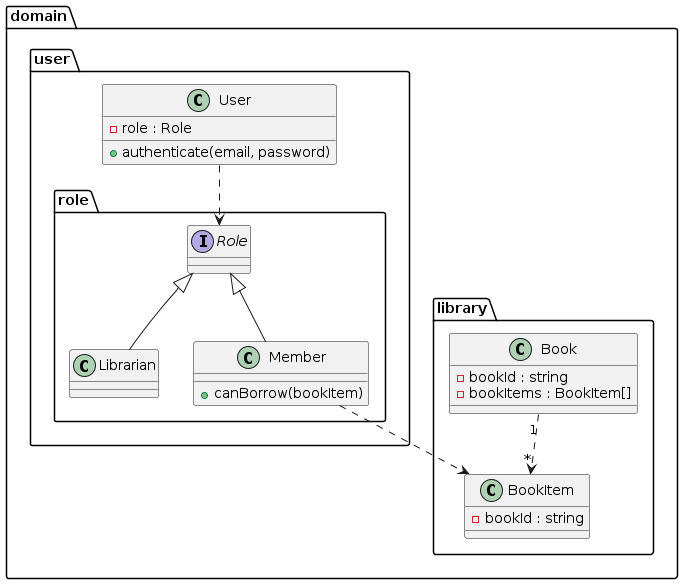 domain
user
C User
role : Role
authenticate(email, password)
role
I Role
C Librarian
C Member
canBorrow(bookItem)
library
C Book
bookId : string
bookItems : BookItem[]
1
*
C BookItem
bookId : string